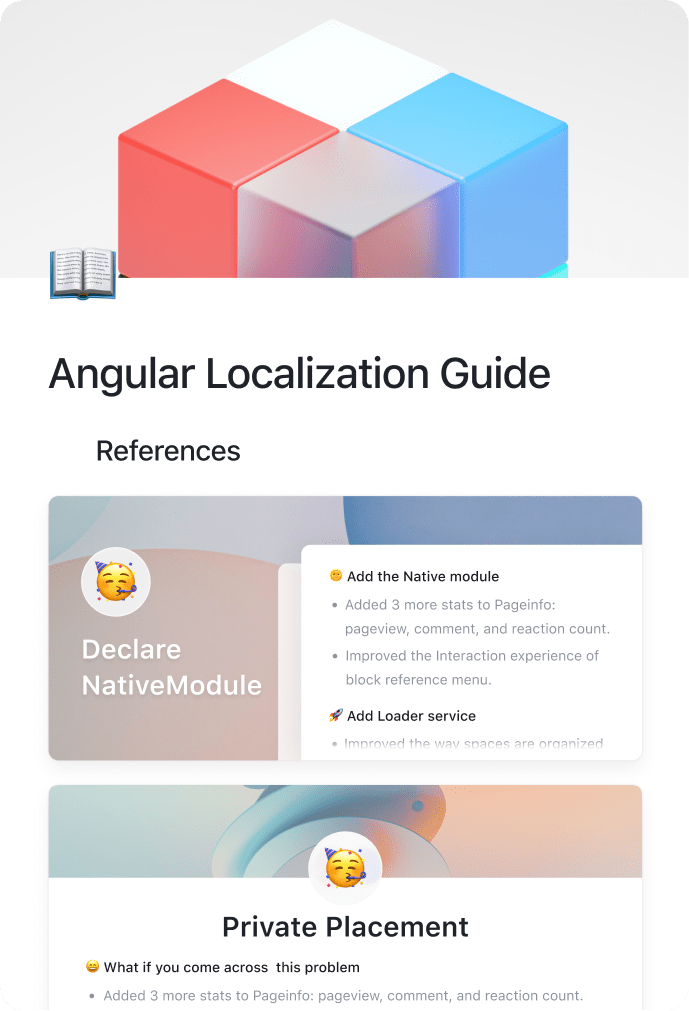 Angular Localization Guide
References
Declare
NativeModule
Add the Native module
• Added 3 more stats to Pageinfo:
pageview, comment, and reaction count.
• Improved the Interaction experience of
block reference menu.
Add Loader service
• Improved the way spaces are organized
Private Placement
What if you come across  this problem
• Added 3 more stats to Pageinfo: pageview, comment, and reaction count.